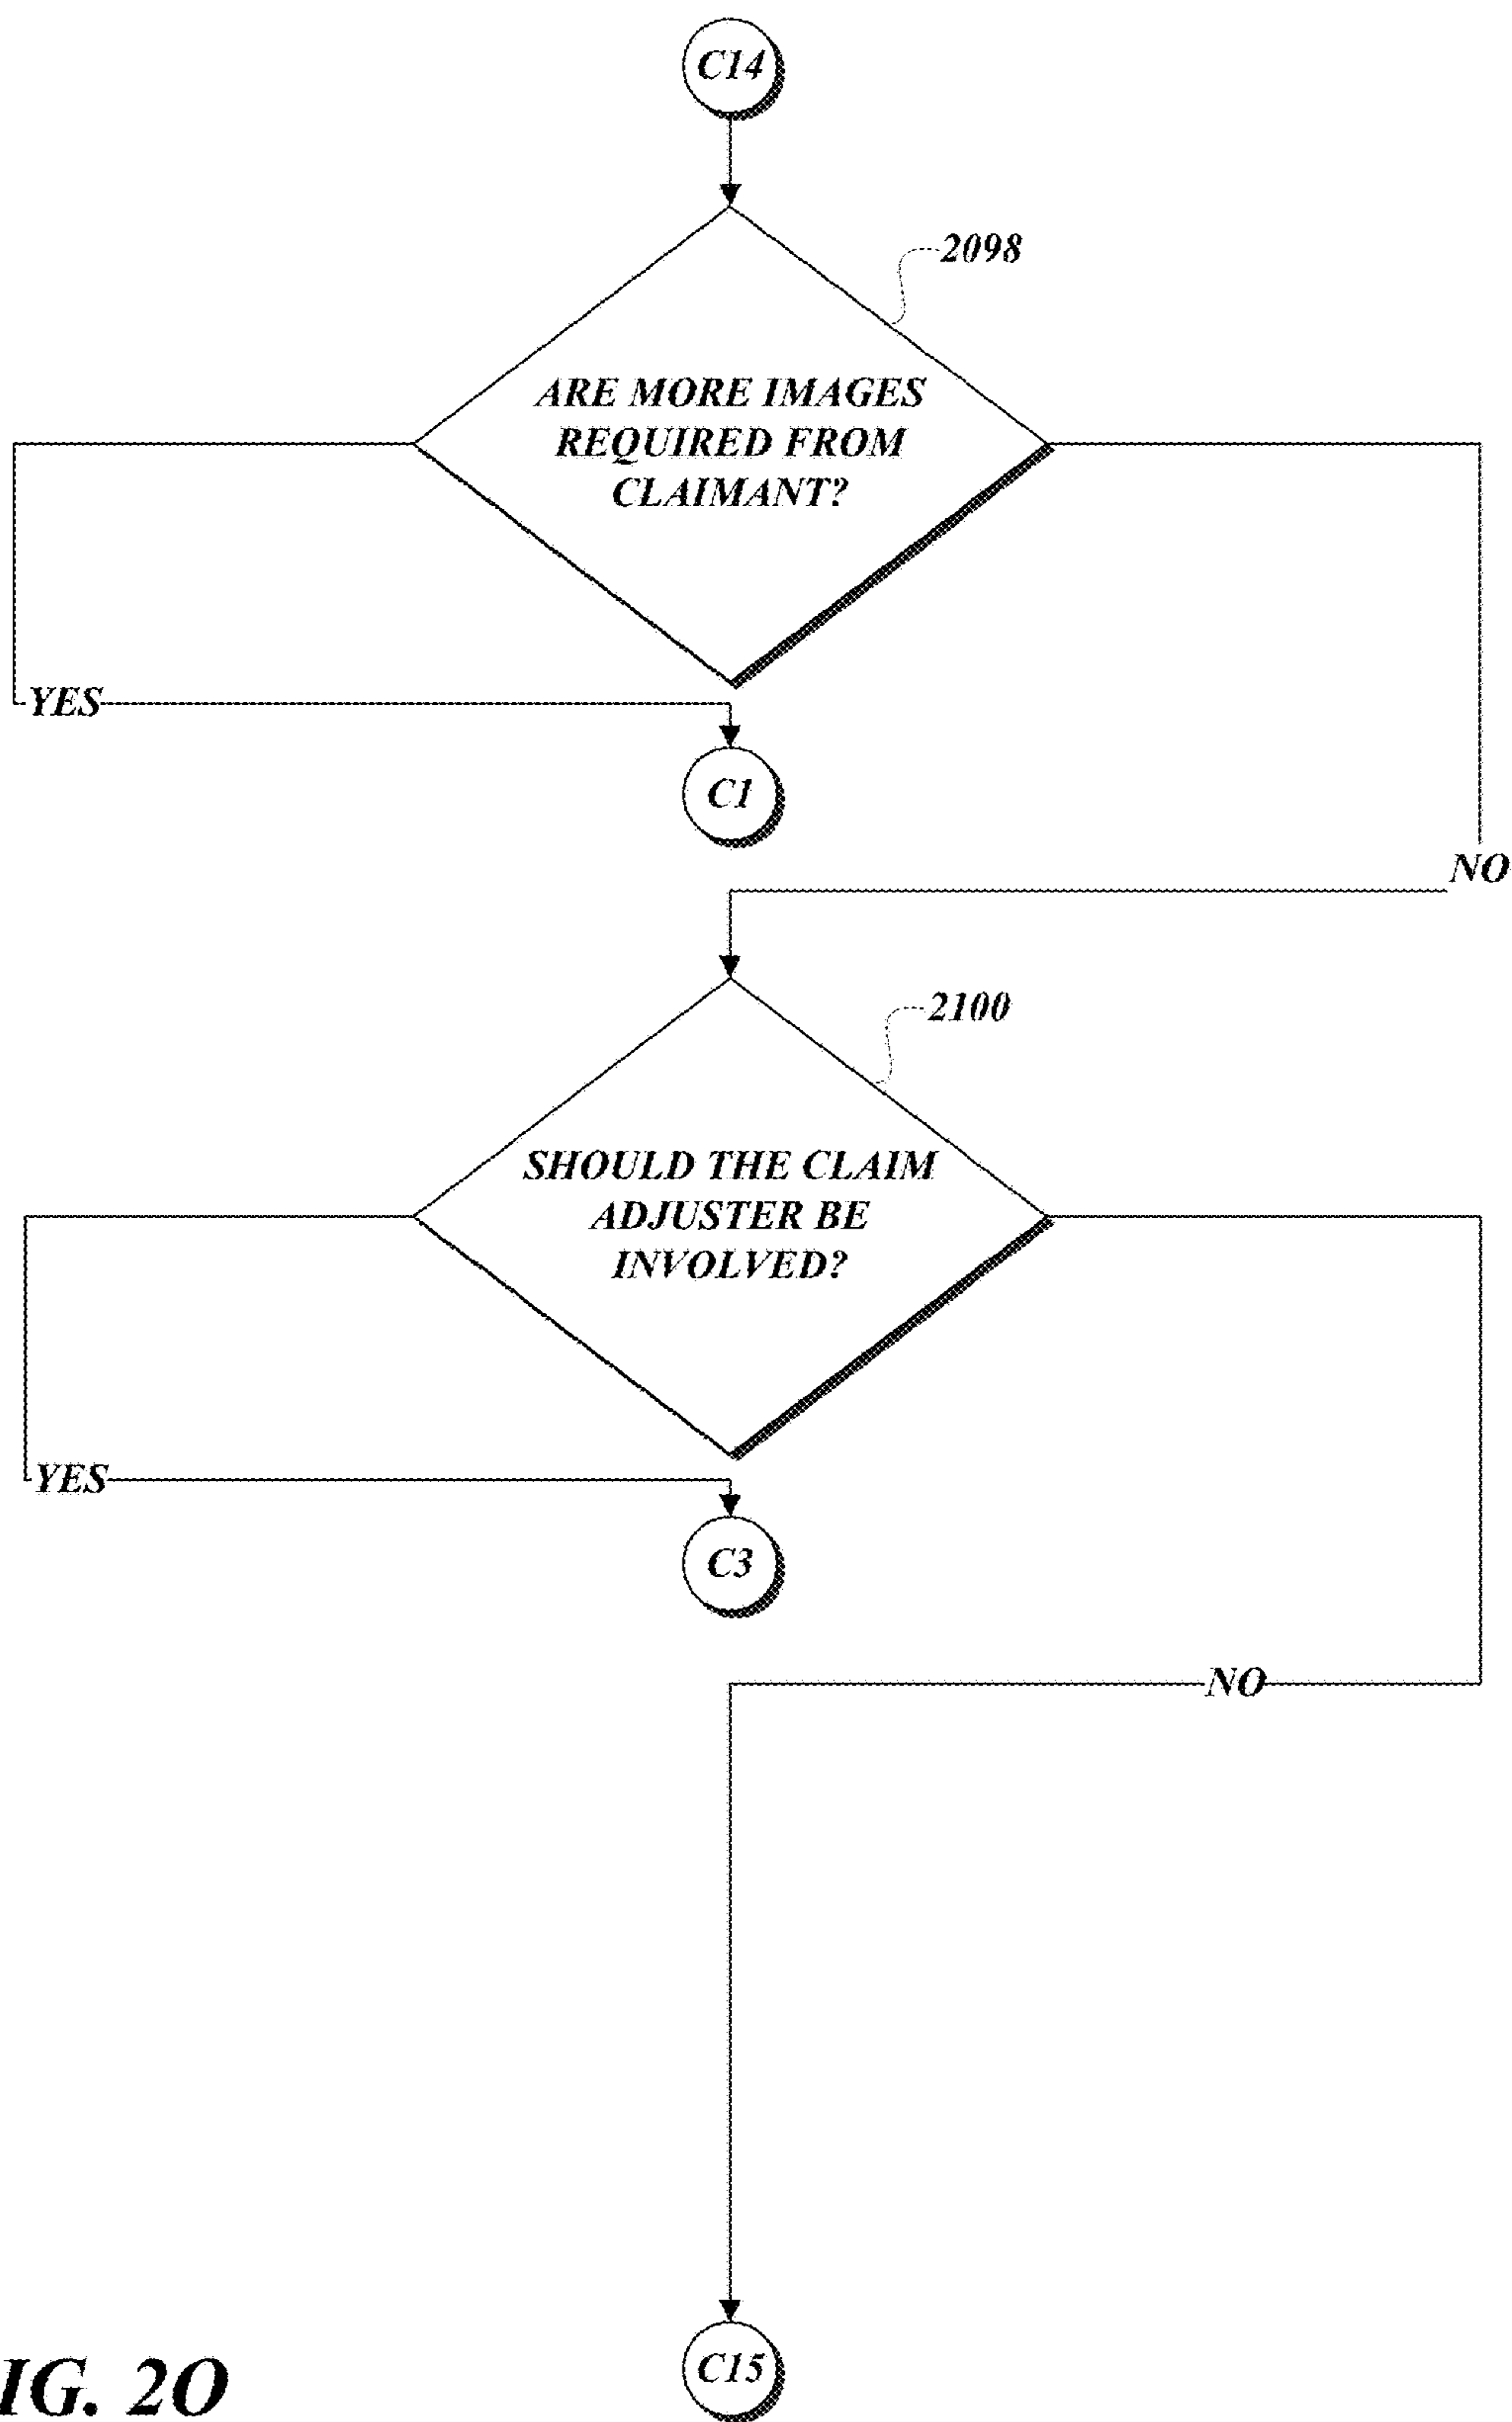 C14
2098
ARE MORE IMAGES
REQUIRED FROM
CLAIMANT?
YES
C1
NO
2100
SHOULD THE CLAIM
ADJUSTER BE
INVOLVED?
YES
C3
NO
C15
IG. 2O